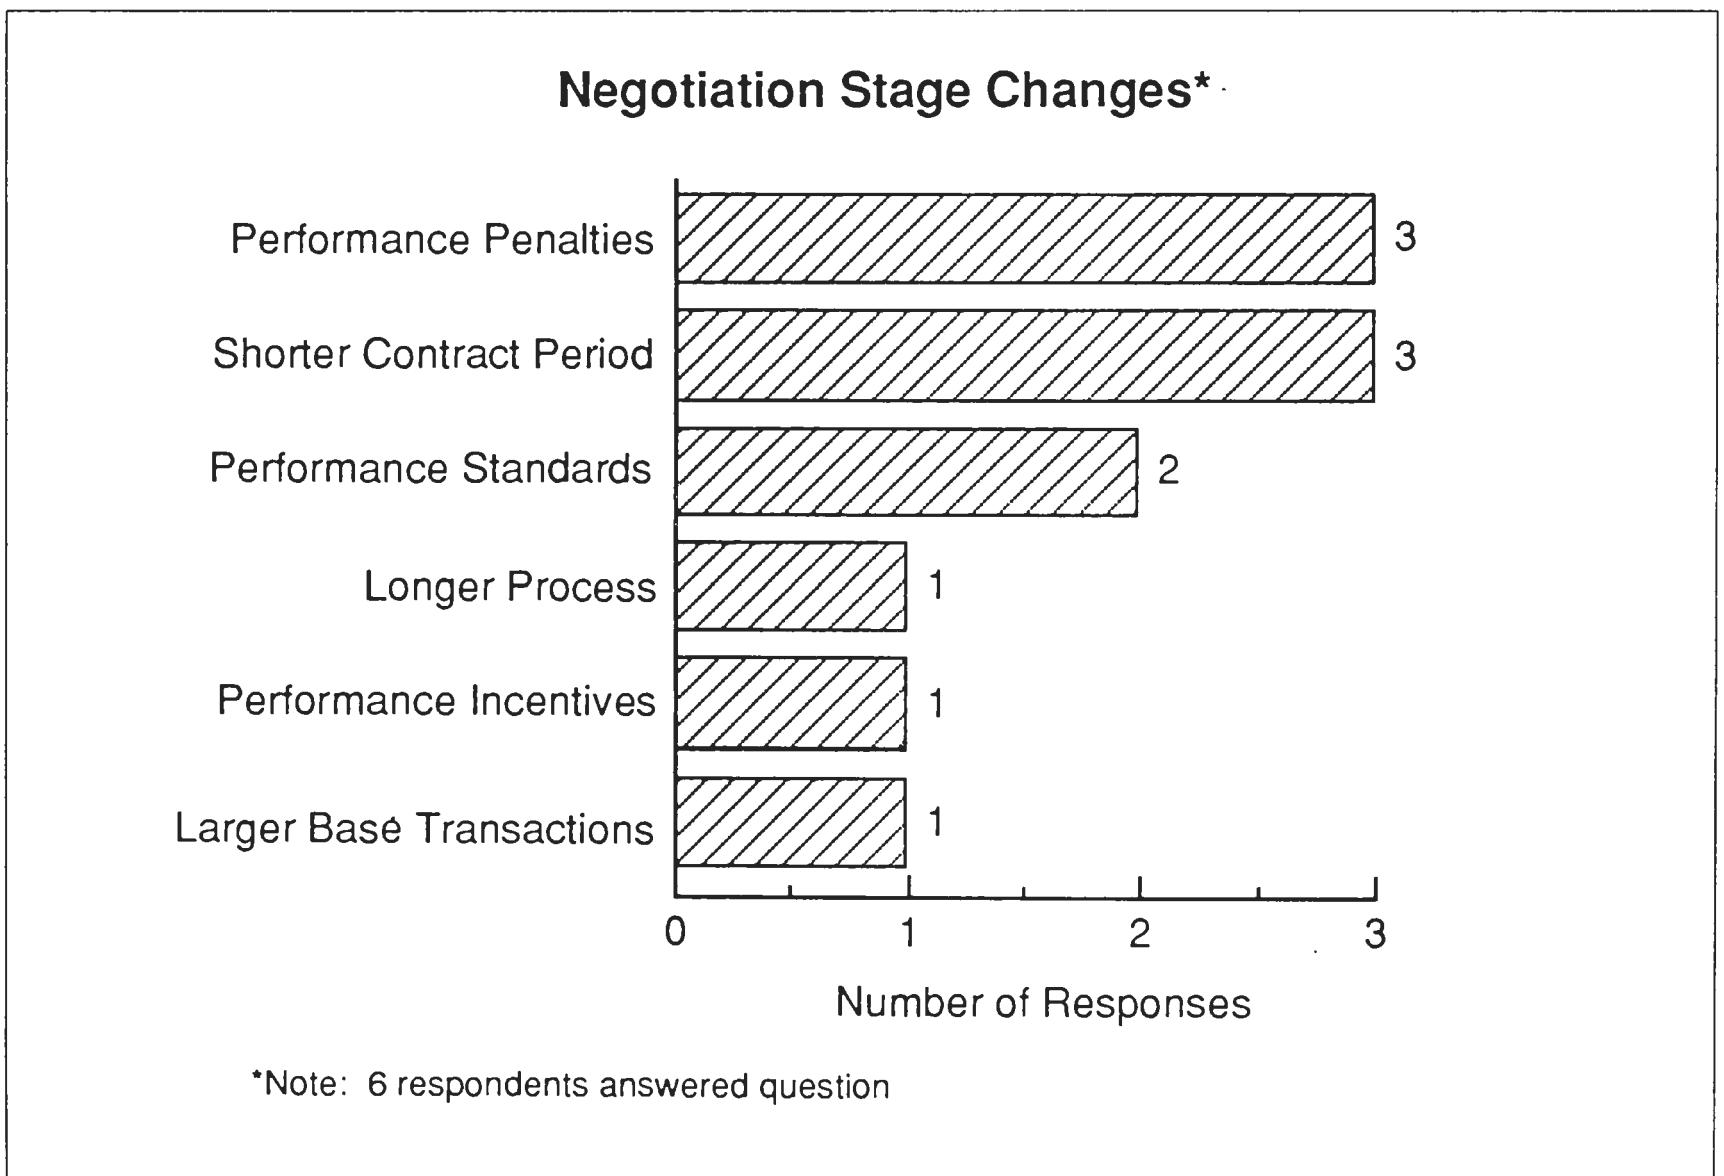 Negotiation Stage Changes*
Performance Penalties 3
Shorter Contract Period 3
Performance Standards 2
Longer Process 1
Performance Incentives 1
Larger Base Transactions 1
0 1 2 3
Number of Responses
*Note: 6 respondents answered question